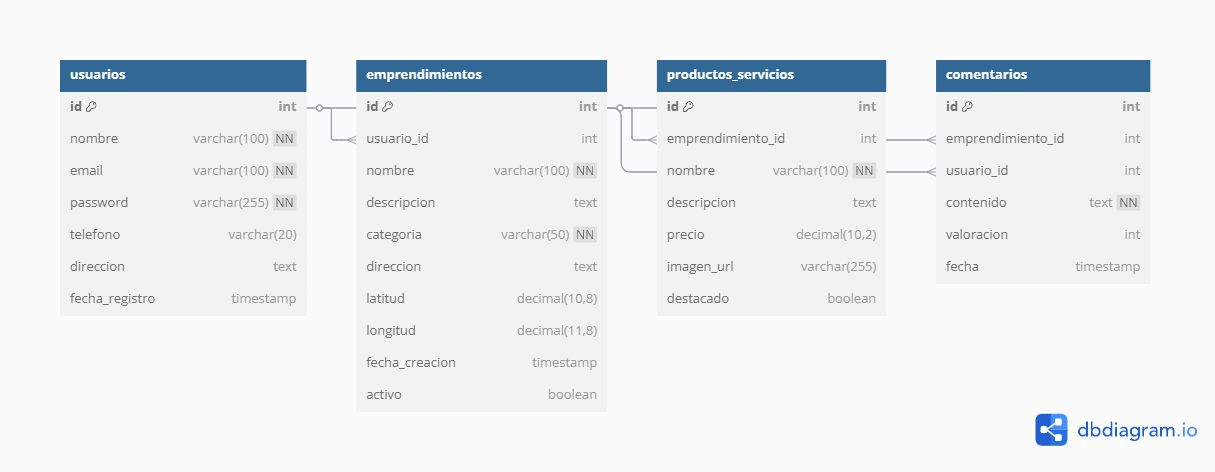 usuarios
id int
nombre varchar(100) NN
email varchar(100) NN
password varchar(255) NN
telefono varchar(20)
direccion text
fecha_registro timestamp
emprendimientos
id int
usuario_id int
nombre varchar(100) NN
descripcion text
categoria varchar(50) NN
direccion text
latitud decimal(10,8)
longitud decimal(11,8)
fecha_creacion timestamp
activo boolean
productos_servicios
id int
emprendimiento_id int
nombre varchar(100) NN
descripcion text
precio decimal(10,2)
imagen_url varchar(255)
destacado boolean
comentarios
id int
emprendimiento_id int
usuario_id int
contenido text NN
valoracion int
fecha timestamp
dbdiagram.io